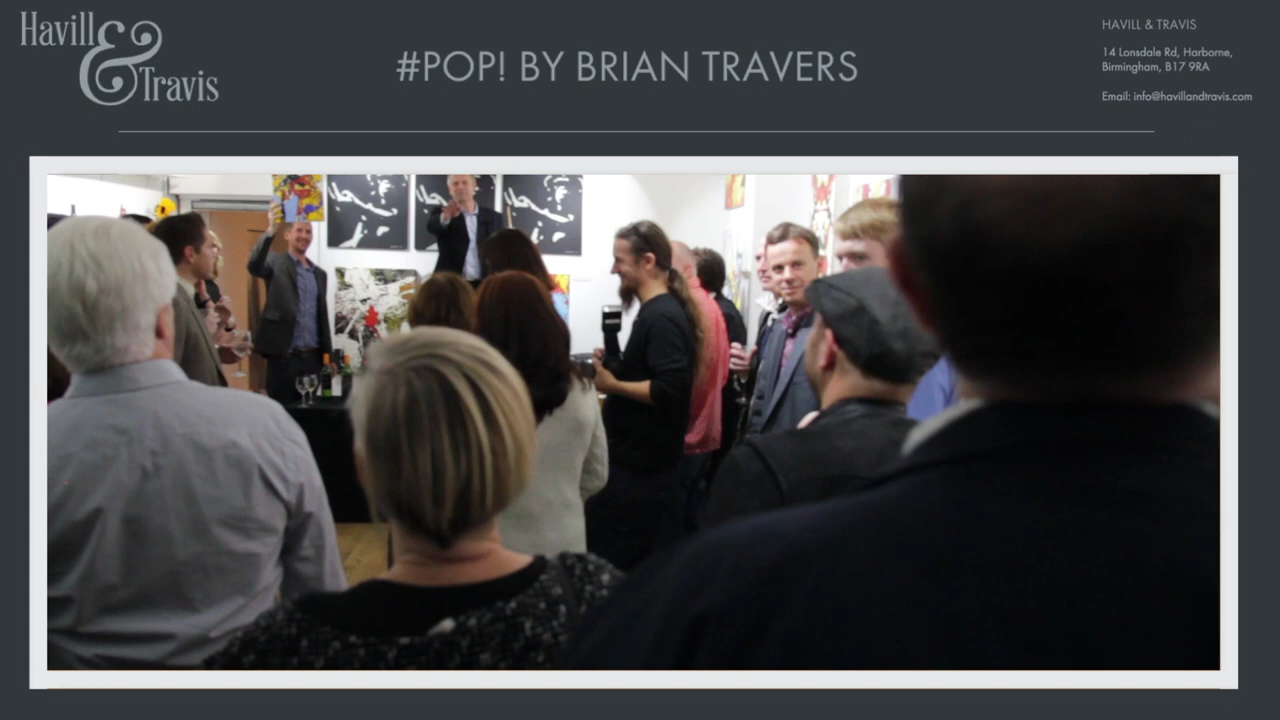 Havill
&
Travis
#POP! BY BRIAN TRAVERS
HAVILL & TRAVIS
14 Lonsdale Rd, Harborne,
Birmingham, B17 9RA
Email: info@havillandtravis.com